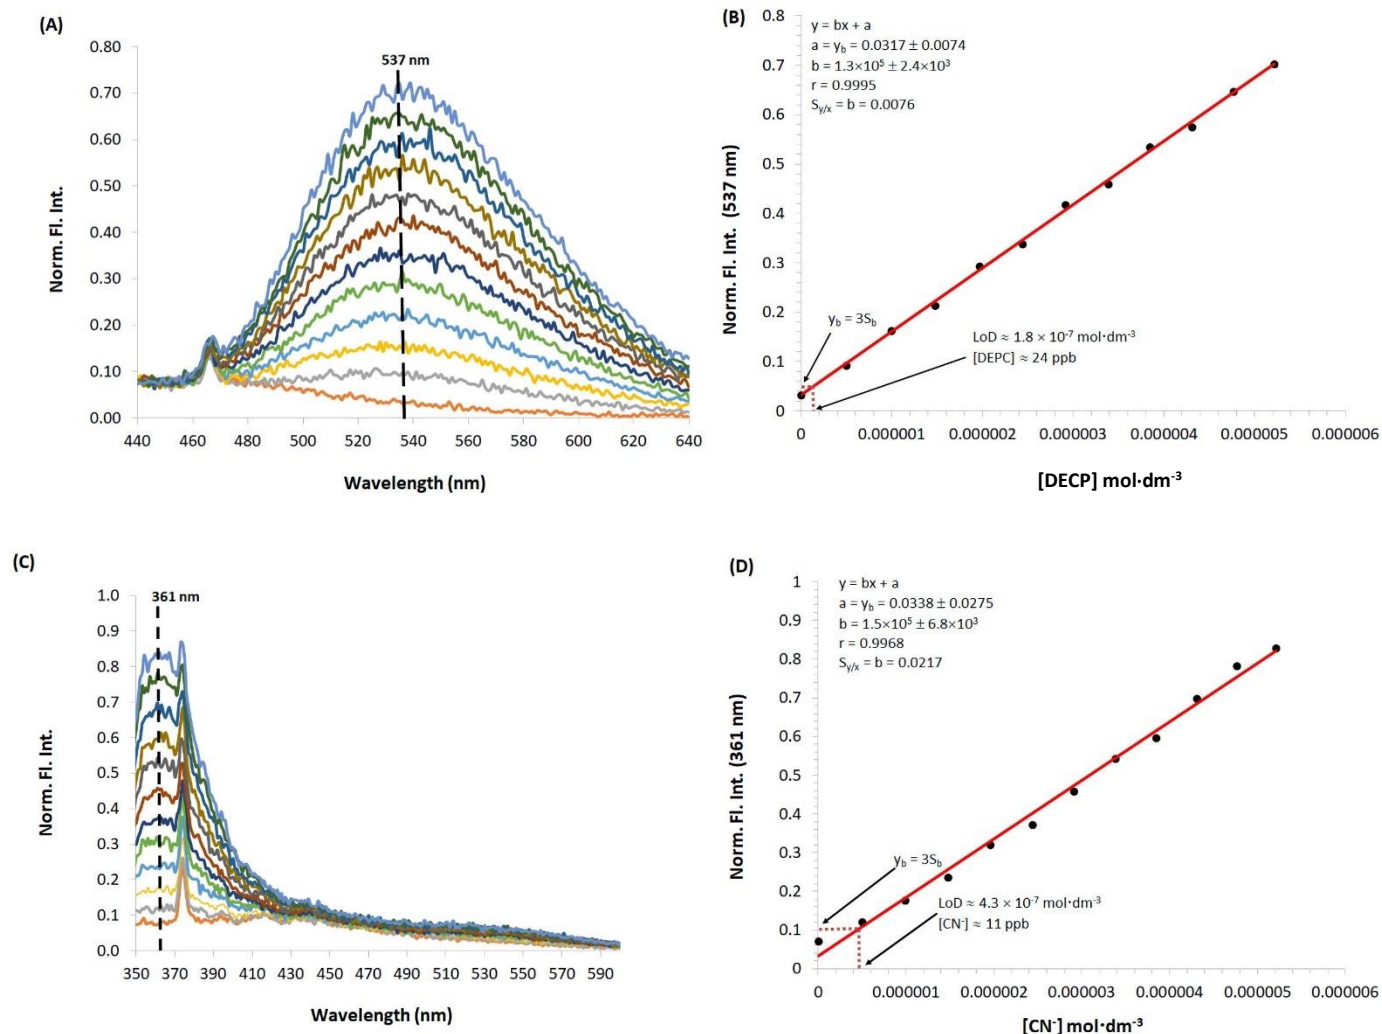 (A)
0.80
0.70
0.60
0.50
0.40
0.30
0.20
0.10
0.00
Norm. Fl. Int.
537 nm
440 460 480 500 520 540 560 580 600 620 640
Wavelength (nm)
(B)
0.8
0.7
0.6
0.5
0.4
0.3
0.2
0.1
0
Norm. Fl. Int. (537 nm)
y = bx + a
a = yb = 0.0317 ± 0.0074
b = 1.3×10⁵ ± 2.4×10³
r = 0.9995
Sy/x = b = 0.0076
yb = 3Sb
LoD ≈ 1.8 × 10⁻⁷ mol·dm⁻³
[DEPC] ≈ 24 ppb
0 0.000001 0.000002 0.000003 0.000004 0.000005 0.000006
[DECP] mol·dm⁻³
(C)
1.0
0.9
0.8
0.7
0.6
0.5
0.4
0.3
0.2
0.1
0.0
Norm. Fl. Int.
361 nm
350 370 390 410 430 450 470 490 510 530 550 570 590
Wavelength (nm)
(D)
1
0.9
0.8
0.7
0.6
0.5
0.4
0.3
0.2
0.1
0
Norm. Fl. Int. (361 nm)
y = bx + a
a = yb = 0.0338 ± 0.0275
b = 1.5×10⁵ ± 6.8×10³
r = 0.9968
Sy/x = b = 0.0217
yb = 3Sb
LoD ≈ 4.3 × 10⁻⁷ mol·dm⁻³
[CN⁻] ≈ 11 ppb
0 0.000001 0.000002 0.000003 0.000004 0.000005 0.000006
[CN⁻] mol·dm⁻³